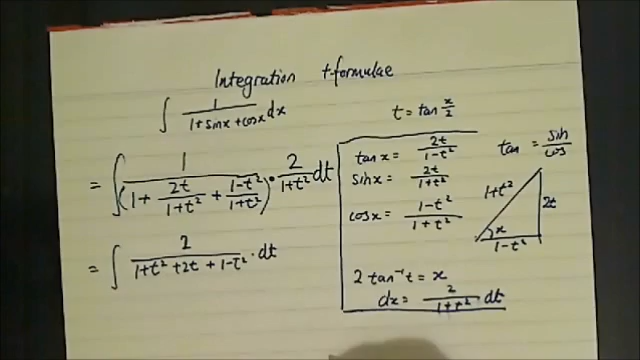 Integration t-formulae
∫ 1/(1+sinx+cosx) dx
t = tan x/2
= ∫ 1/(1 + 2t/(1+t²) + (1-t²)/(1+t²)) · 2/(1+t²) dt
= ∫ 2/(1+t²+2t+1-t²) · dt
tan x = 2t/(1-t²)
sin x = 2t/(1+t²)
cos x = (1-t²)/(1+t²)
2 tan⁻¹ t = x
dx = 2/(1+t²) dt
tan = sin/cos
1+t²
2t
x
1-t²